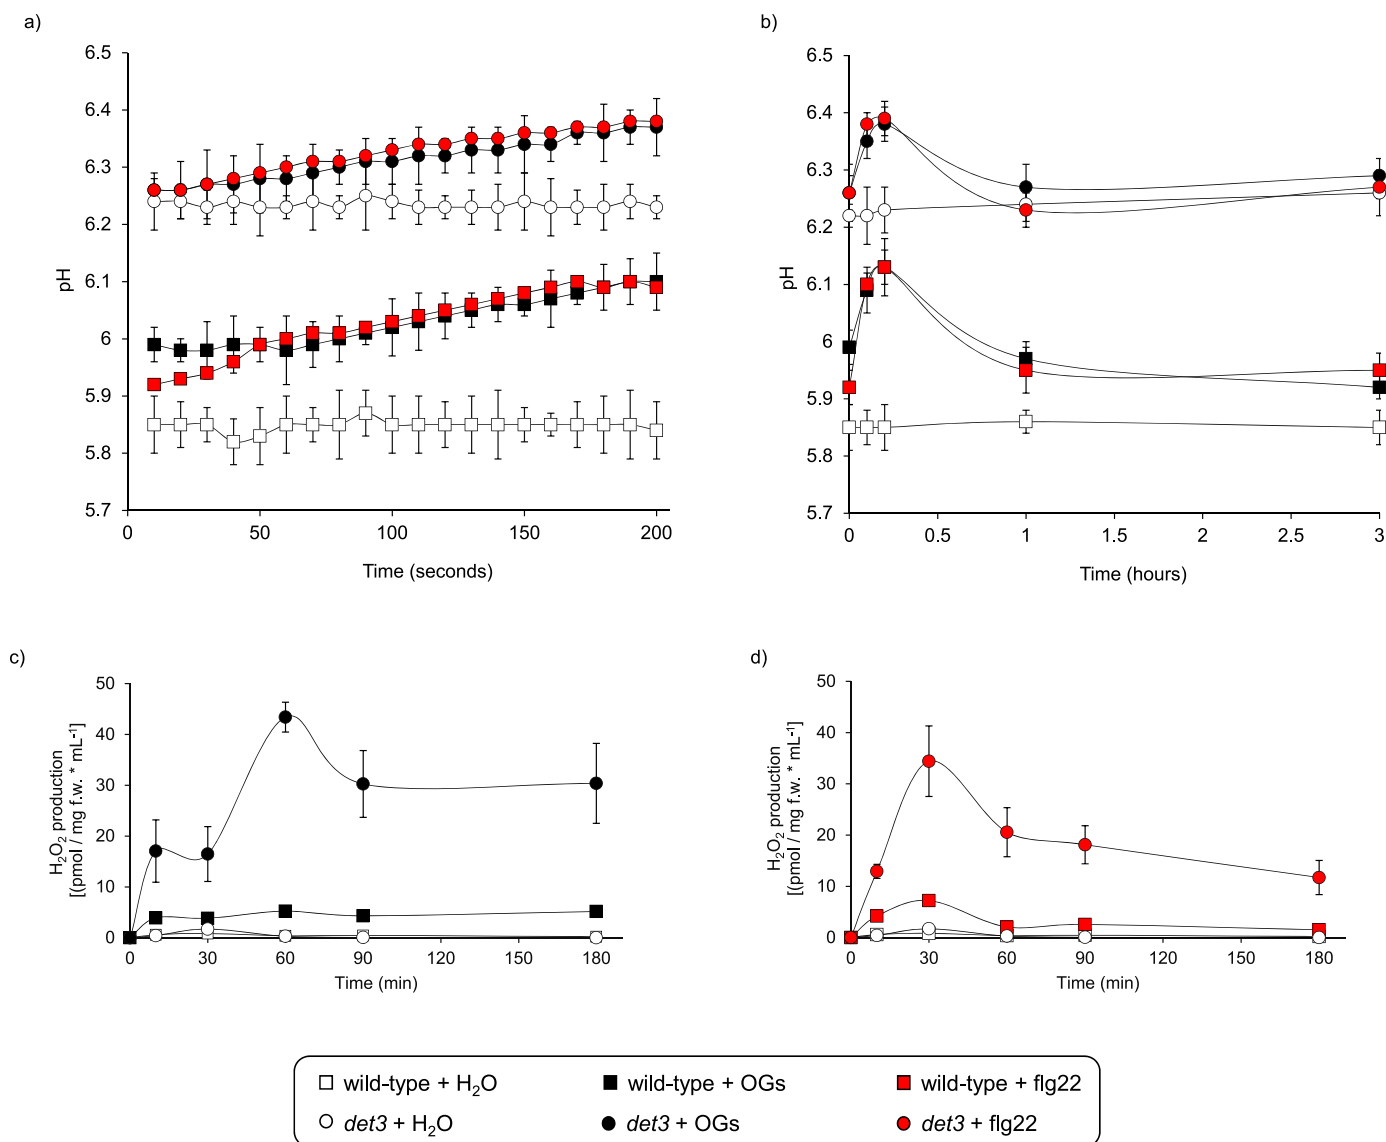 a)
6.5
6.4
6.3
6.2
6.1
6
5.9
5.8
5.7
pH
0
50
100
150
200
Time (seconds)
b)
6.5
6.4
6.3
6.2
6.1
6
5.9
5.8
5.7
pH
0
0.5
1
1.5
2
2.5
3
Time (hours)
c)
50
40
30
20
10
0
H₂O₂ production
[(pmol / mg f.w. * mL⁻¹]
0
30
60
90
120
150
180
Time (min)
d)
50
40
30
20
10
0
H₂O₂ production
[(pmol / mg f.w. * mL⁻¹]
0
30
60
90
120
150
180
Time (min)
wild-type + H₂O
wild-type + OGs
wild-type + flg22
det3 + H₂O
det3 + OGs
det3 + flg22